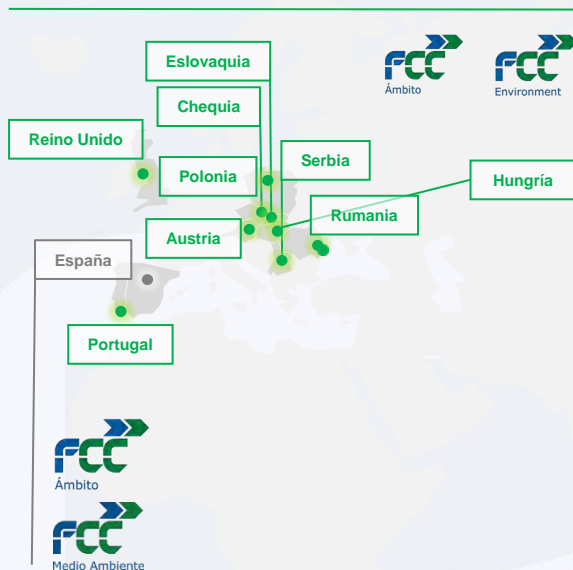 FCC
Ámbito
FCC
Environment
Eslovaquia
Chequia
Reino Unido
Polonia
Serbia
Hungría
Austria
Rumania
España
Portugal
FCC
Ámbito
FCC
Medio Ambiente